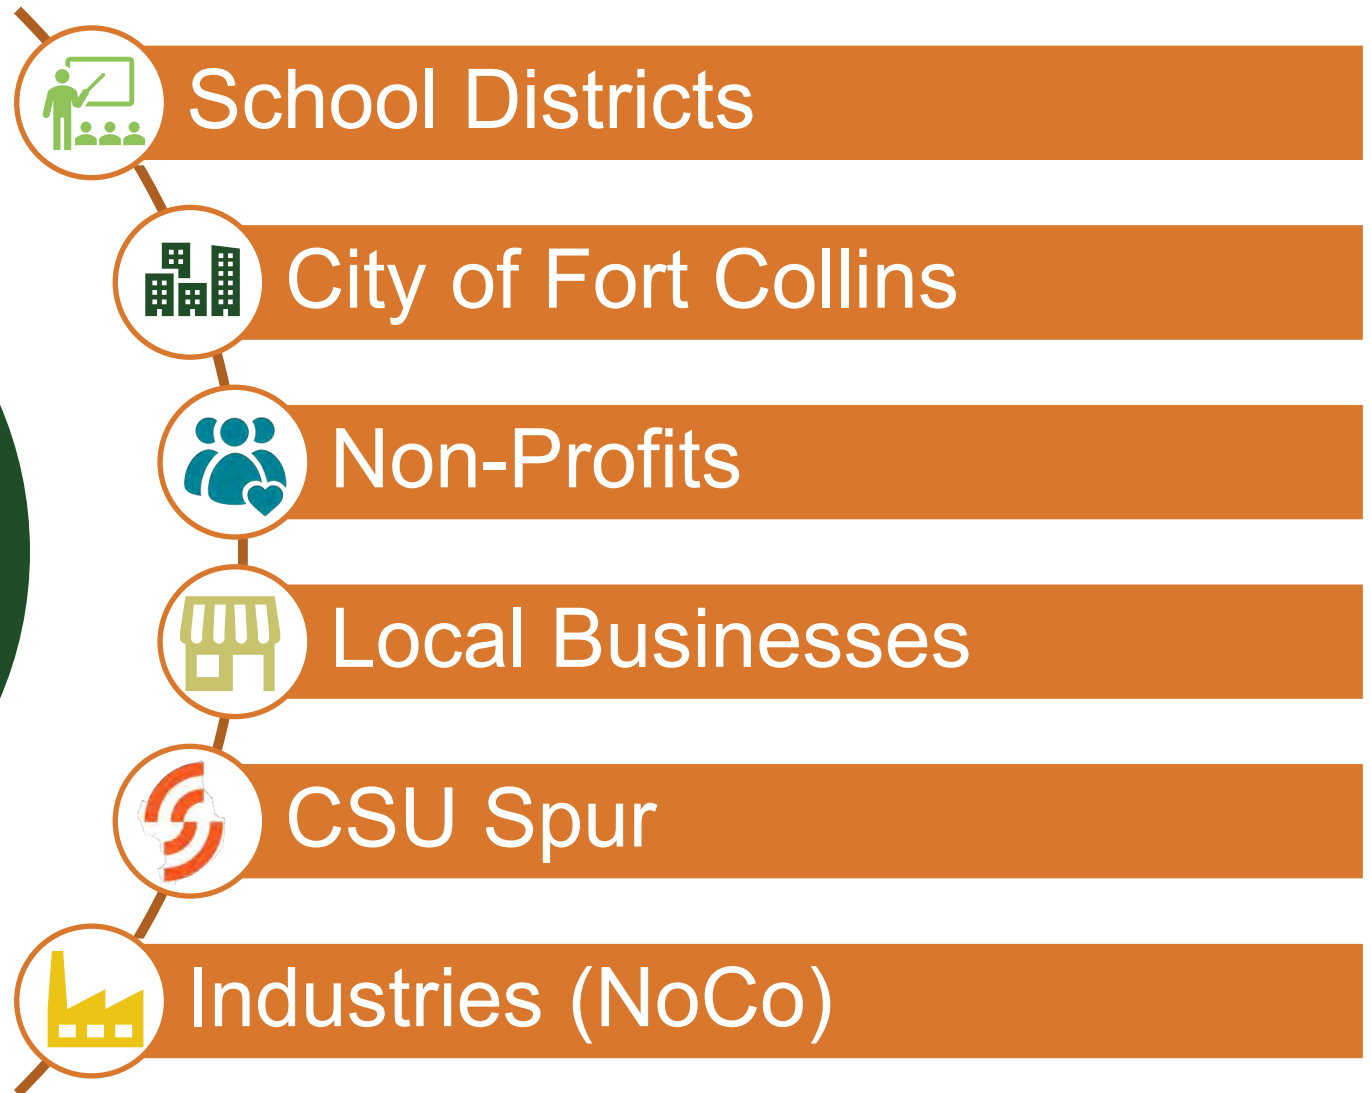 School Districts
City of Fort Collins
Non-Profits
Local Businesses
CSU Spur
Industries (NoCo)